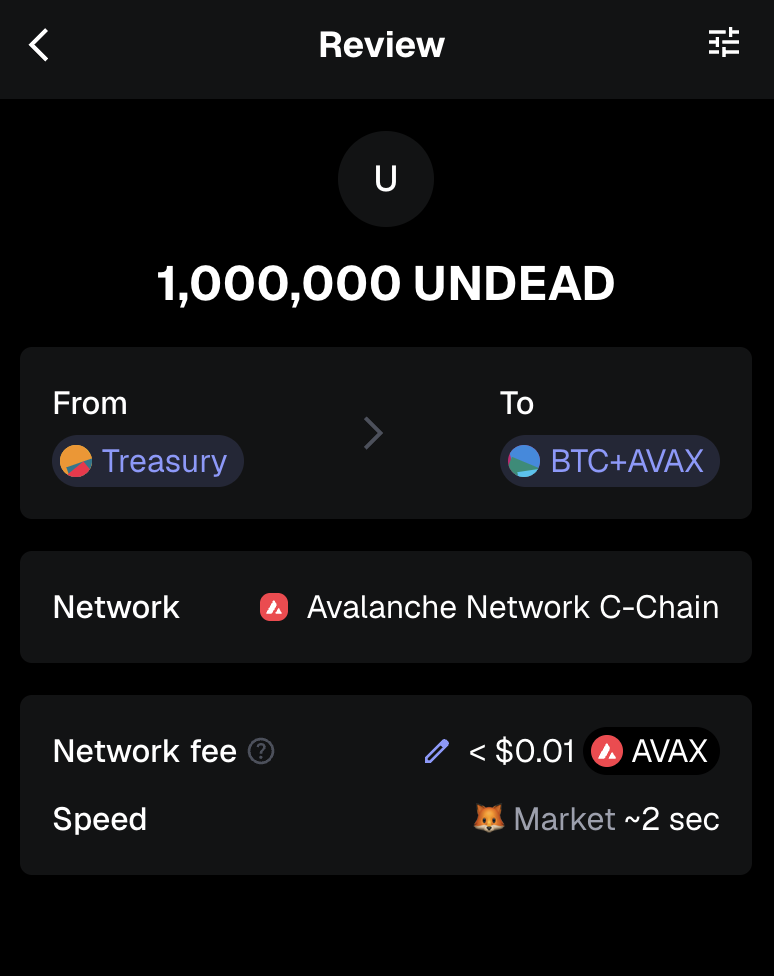 Review
U
1,000,000 UNDEAD
From
To
Treasury
BTC+AVAX
Network
Avalanche Network C-Chain
Network fee ?
< $0.01 AVAX
Speed
Market ~2 sec